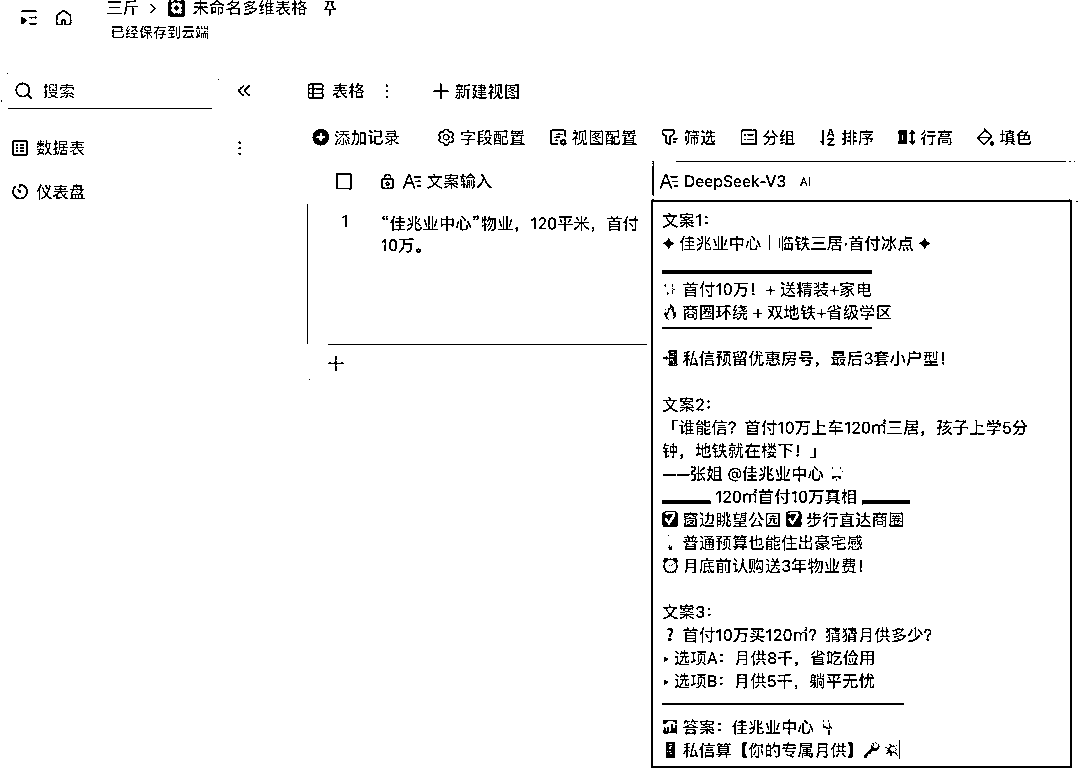 三斤 > 未命名多维表格
已经保存到云端
搜索
表格
新建视图
数据表
添加记录 字段配置 视图配置 筛选 分组 排序 行高 填色
仪表盘
文案输入
DeepSeek-V3 AI
1 “佳兆业中心”物业，120平米，首付
10万。
文案1：
✦ 佳兆业中心｜临铁三居·首付冰点 ✦
首付10万！+ 送精装+家电
🔥 商圈环绕 + 双地铁+省级学区
私信预留优惠房号，最后3套小户型！
文案2：
「谁能信？首付10万上车120㎡三居，孩子上学5分
钟，地铁就在楼下！」
——张姐 @佳兆业中心
120㎡首付10万真相
✅ 窗边眺望公园 ✅ 步行直达商圈
普通预算也能住出豪宅感
⏰ 月底前认购送3年物业费！
文案3：
？首付10万买120㎡？猜猜月供多少？
▸ 选项A：月供8千，省吃俭用
▸ 选项B：月供5千，躺平无忧
答案：佳兆业中心
私信算【你的专属月供】